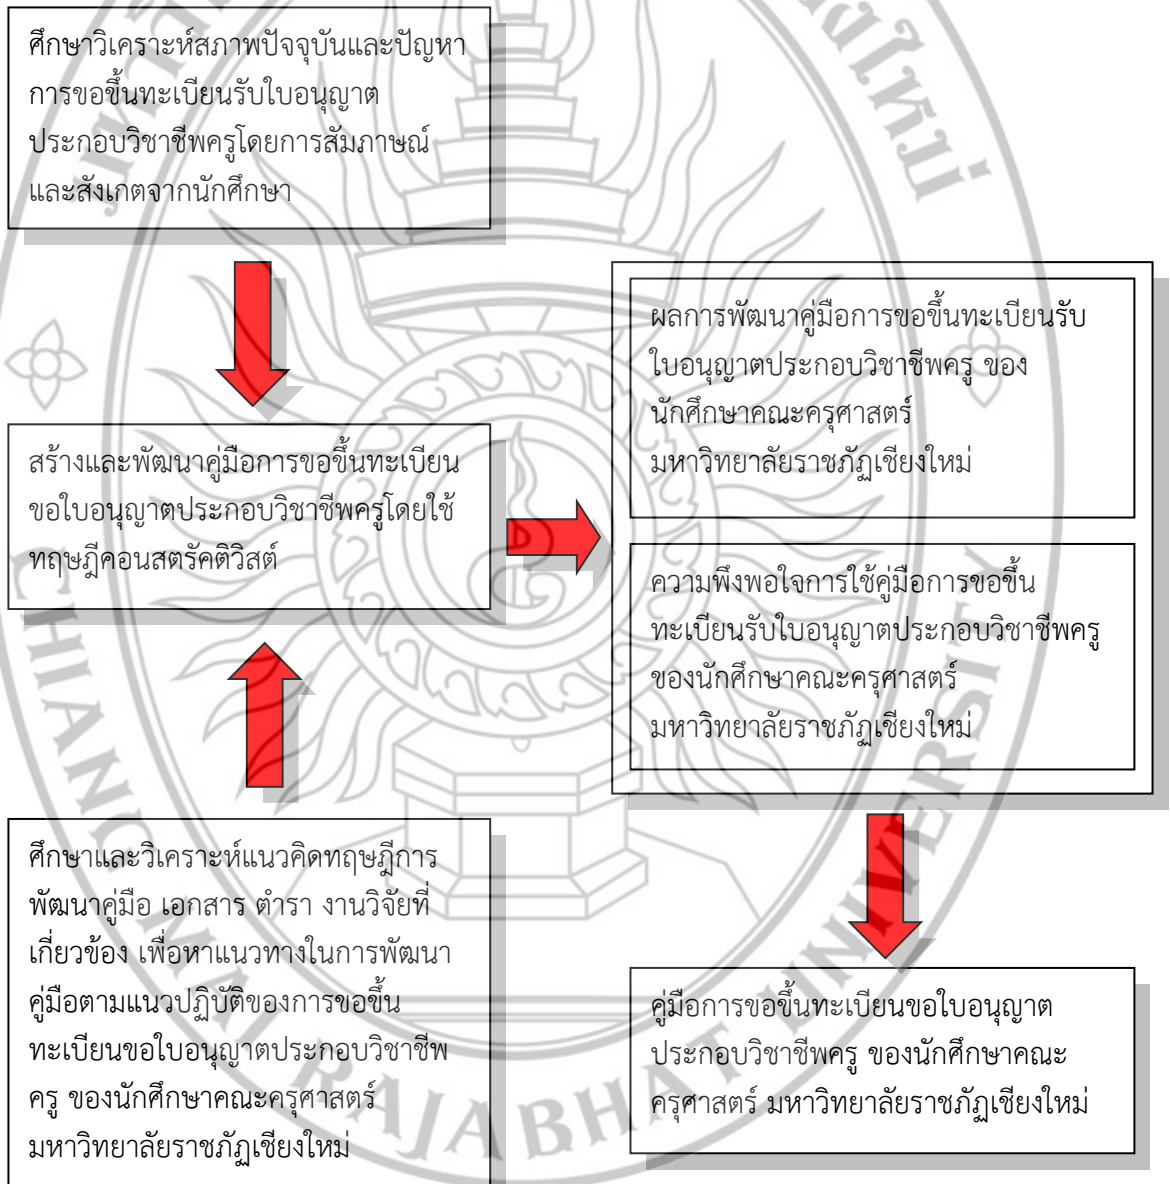 ศึกษาวิเคราะห์สภาพปัจจุบันและปัญหา
การขอขึ้นทะเบียนรับใบอนุญาต
ประกอบวิชาชีพครูโดยการสัมภาษณ์
และสังเกตจากนักศึกษา
สร้างและพัฒนาคู่มือการขอขึ้นทะเบียน
ขอใบอนุญาตประกอบวิชาชีพครูโดยใช้
ทฤษฎีคอนสตรัคติวิสต์
ศึกษาและวิเคราะห์แนวคิดทฤษฎีการ
พัฒนาคู่มือ เอกสาร ตำรา งานวิจัยที่
เกี่ยวข้อง เพื่อหาแนวทางในการพัฒนา
คู่มือตามแนวปฏิบัติของการขอขึ้น
ทะเบียนขอใบอนุญาตประกอบวิชาชีพ
ครู ของนักศึกษาคณะครุศาสตร์
มหาวิทยาลัยราชภัฏเชียงใหม่
ผลการพัฒนาคู่มือการขอขึ้นทะเบียนรับ
ใบอนุญาตประกอบวิชาชีพครู ของ
นักศึกษาคณะครุศาสตร์
มหาวิทยาลัยราชภัฏเชียงใหม่
ความพึงพอใจการใช้คู่มือการขอขึ้น
ทะเบียนรับใบอนุญาตประกอบวิชาชีพครู
ของนักศึกษาคณะครุศาสตร์
มหาวิทยาลัยราชภัฏเชียงใหม่
คู่มือการขอขึ้นทะเบียนขอใบอนุญาต
ประกอบวิชาชีพครู ของนักศึกษาคณะ
ครุศาสตร์ มหาวิทยาลัยราชภัฏเชียงใหม่
CHIANG MAI RAJABHAT UNIVERSITY